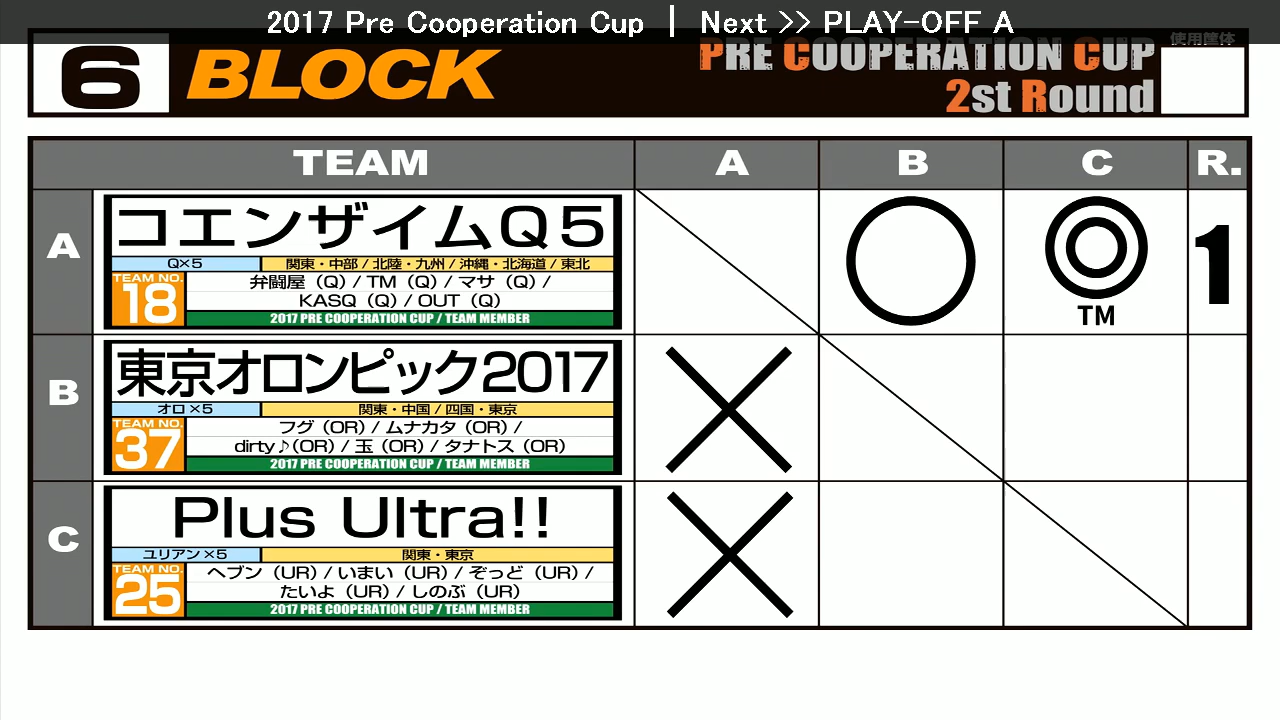 2017 Pre Cooperation Cup | Next >> PLAY-OFF A
6 BLOCK
PRE COOPERATION CUP
2st Round
使用筐体
TEAM A B C R.
A
コエンザイムQ5
Q×5 関東・中部 / 北陸・九州 / 沖縄・北海道 / 東北
TEAM NO. 18
弁闘屋（Q）/ TM（Q）/ マサ（Q）/
KASQ（Q）/ OUT（Q）
2017 PRE COOPERATION CUP / TEAM MEMBER
○ ◎ 1
TM
B
東京オロンピック2017
オロ×5 関東・中国 / 四国・東京
TEAM NO. 37
フグ（OR）/ ムナカタ（OR）/
dirty♪（OR）/ 玉（OR）/ タナトス（OR）
2017 PRE COOPERATION CUP / TEAM MEMBER
×
C
Plus Ultra!!
ユリアン×5 関東・東京
TEAM NO. 25
ヘブン（UR）/ いまい（UR）/ ぞっど（UR）/
たいよ（UR）/ しのぶ（UR）
2017 PRE COOPERATION CUP / TEAM MEMBER
×